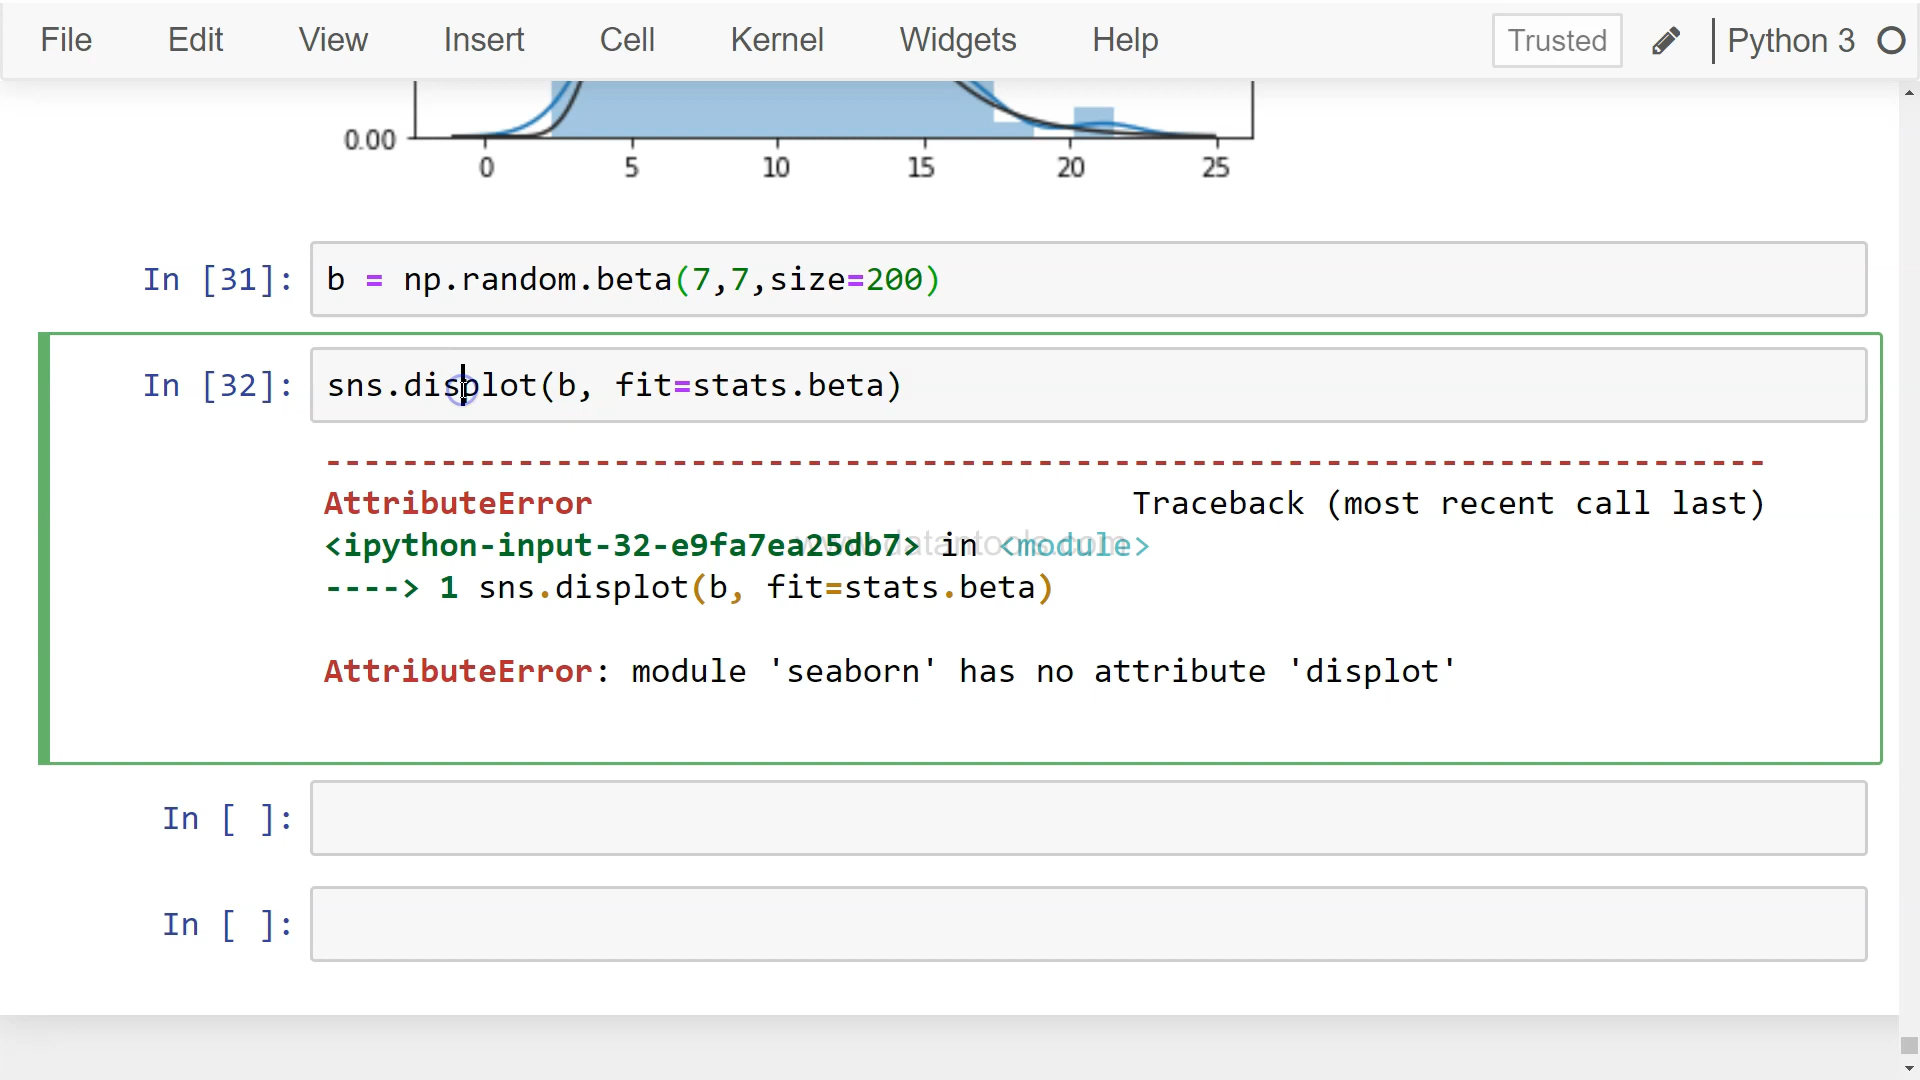 File Edit View Insert Cell Kernel Widgets Help Trusted Python 3
0.00
0 5 10 15 20 25
In [31]: b = np.random.beta(7,7,size=200)
In [32]: sns.displot(b, fit=stats.beta)
---------------------------------------------------------------------------
AttributeError Traceback (most recent call last)
<ipython-input-32-e9fa7ea25db7> in <module>
----> 1 sns.displot(b, fit=stats.beta)
AttributeError: module 'seaborn' has no attribute 'displot'
In [ ]:
In [ ]: